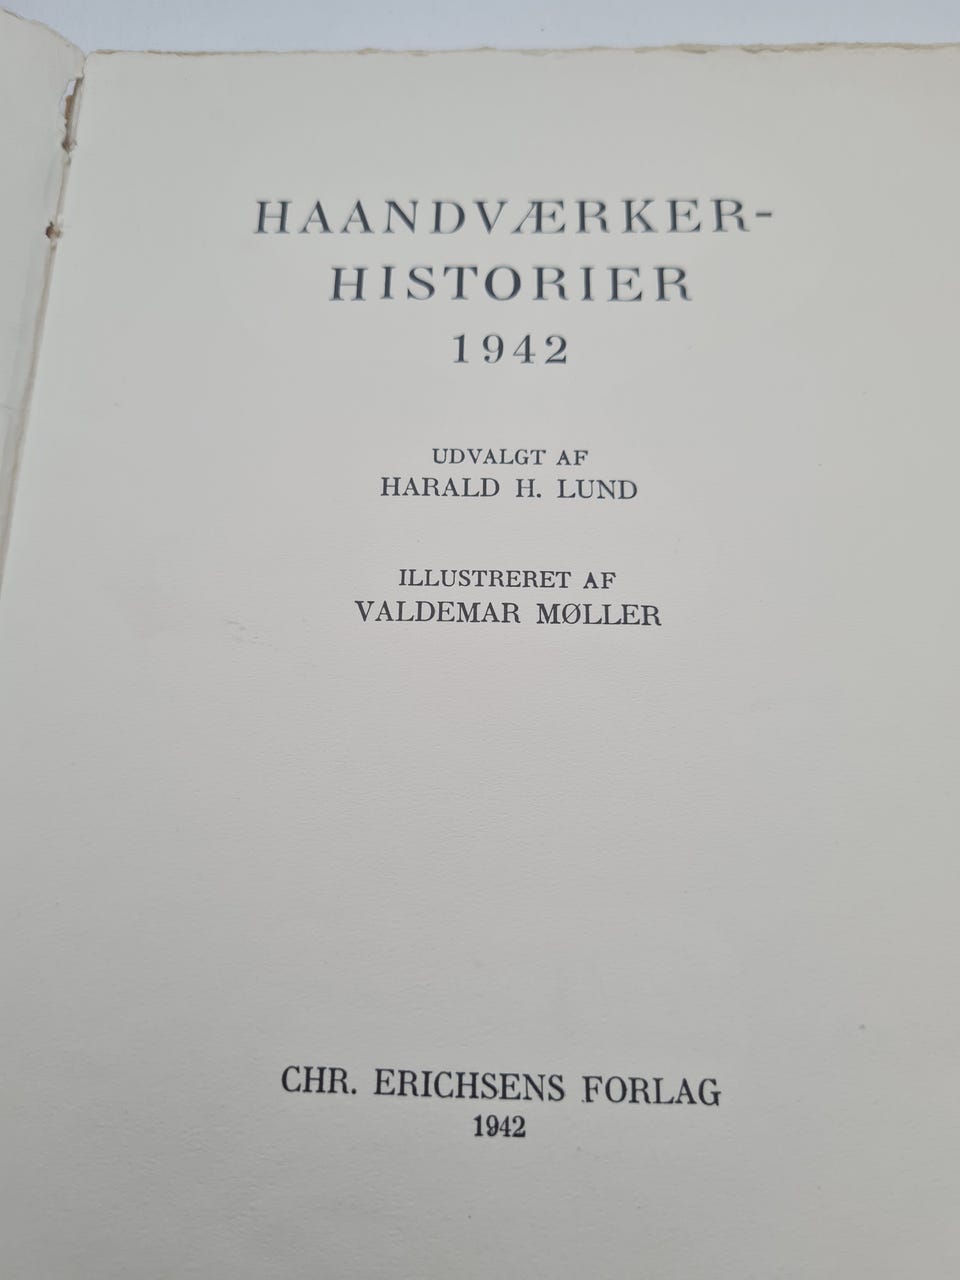 HAANDVÆRKER-
HISTORIER
1942
UDVALGT AF
HARALD H. LUND
ILLUSTRERET AF
VALDEMAR MØLLER
CHR. ERICHSENS FORLAG
1942